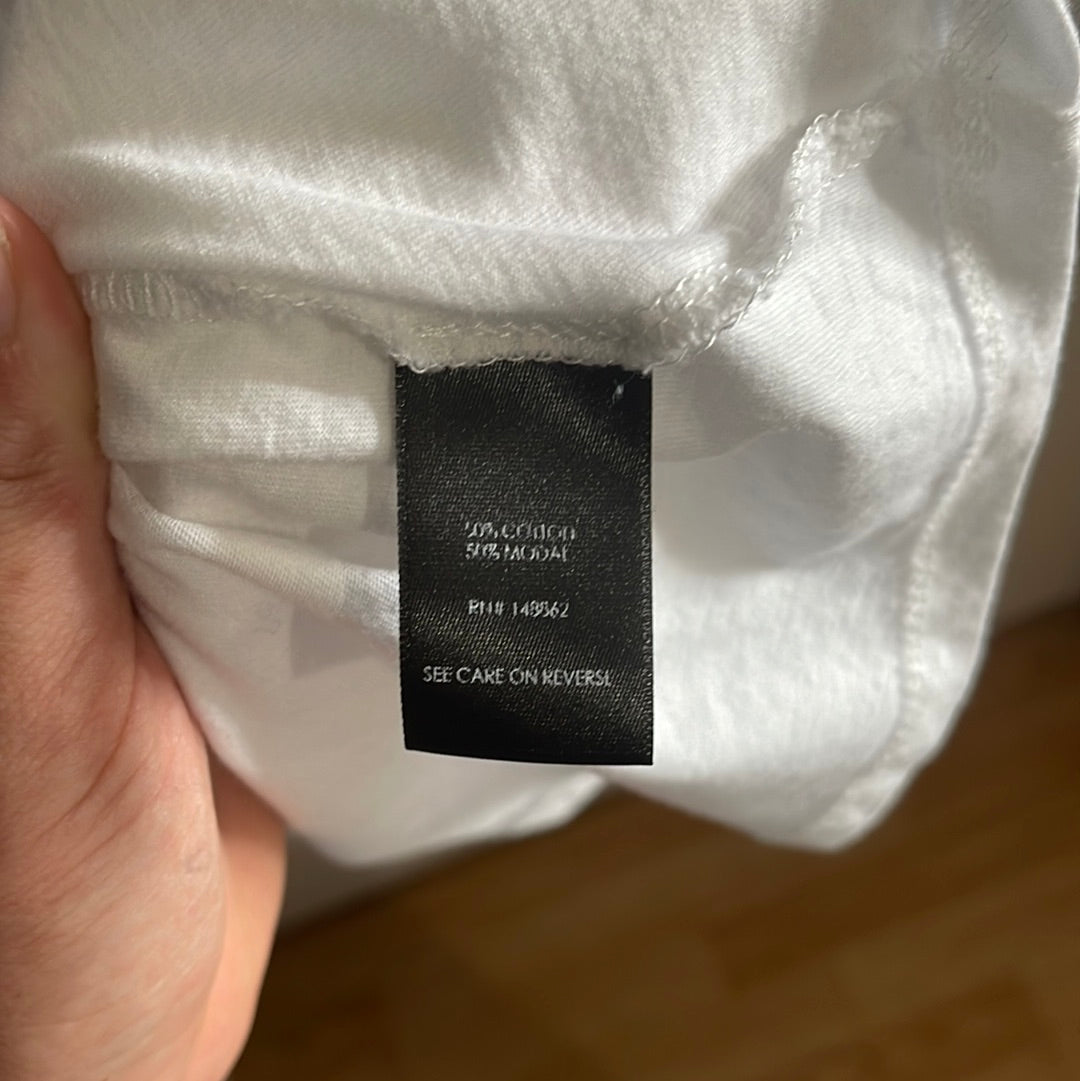 50% COTTON
50% MODAL
RN# 148862
SEE CARE ON REVERSE